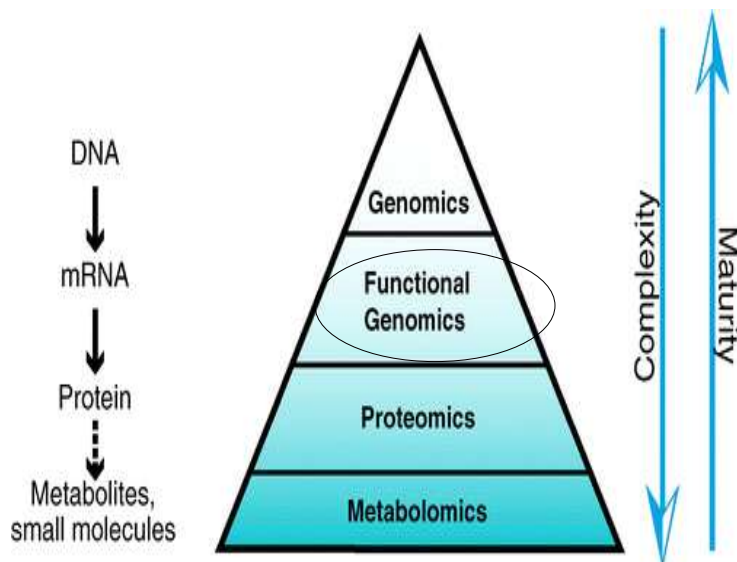 DNA
mRNA
Protein
Metabolites,
small molecules
Genomics
Functional
Genomics
Proteomics
Metabolomics
Complexity
Maturity